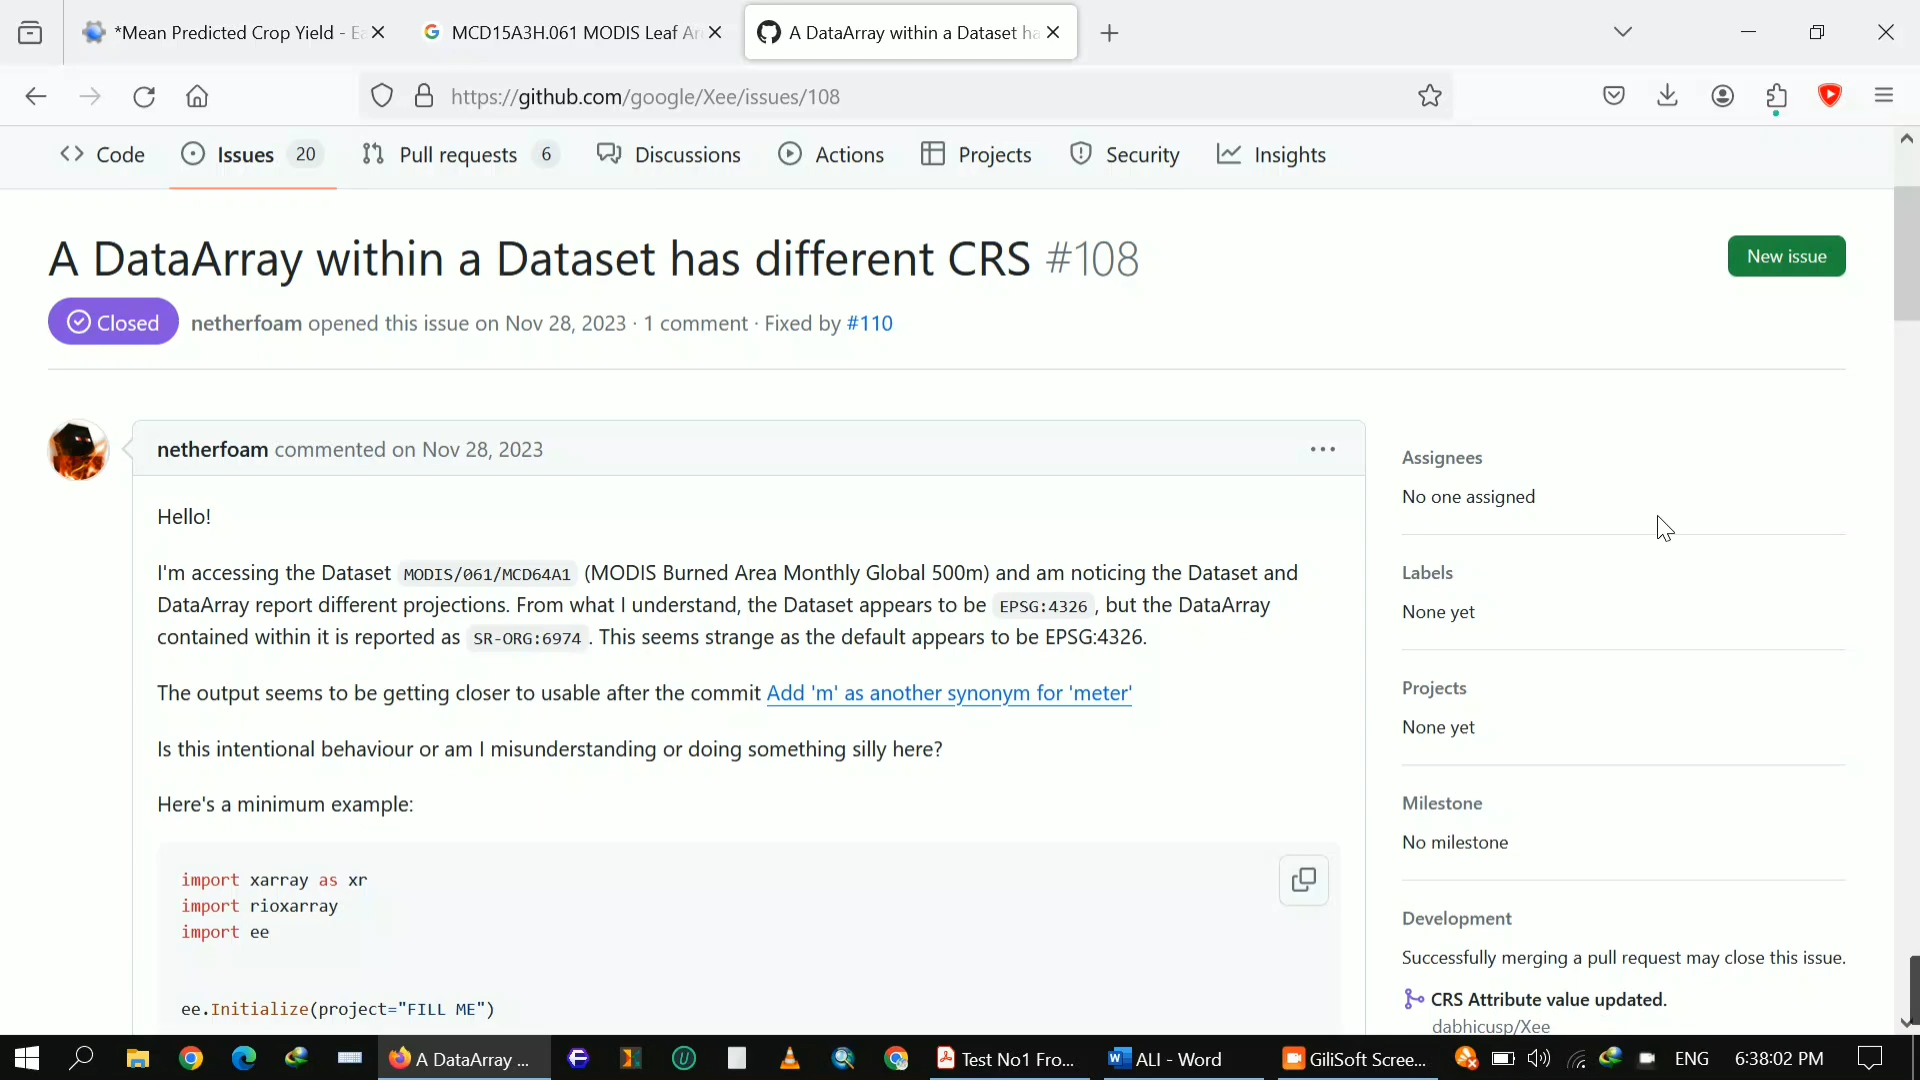 *Mean Predicted Crop Yield - Ea
MCD15A3H.061 MODIS Leaf Ar
A DataArray within a Dataset ha
https://github.com/google/Xee/issues/108
Code
Issues 20
Pull requests 6
Discussions
Actions
Projects
Security
Insights
A DataArray within a Dataset has different CRS #108
New issue
Closed
netherfoam opened this issue on Nov 28, 2023 · 1 comment · Fixed by #110
netherfoam commented on Nov 28, 2023
Hello!
I'm accessing the Dataset MODIS/061/MCD64A1 (MODIS Burned Area Monthly Global 500m) and am noticing the Dataset and
DataArray report different projections. From what I understand, the Dataset appears to be EPSG:4326, but the DataArray
contained within it is reported as SR-ORG:6974. This seems strange as the default appears to be EPSG:4326.
The output seems to be getting closer to usable after the commit Add 'm' as another synonym for 'meter'
Is this intentional behaviour or am I misunderstanding or doing something silly here?
Here's a minimum example:
import xarray as xr
import rioxarray
import ee
ee.Initialize(project="FILL ME")
Assignees
No one assigned
Labels
None yet
Projects
None yet
Milestone
No milestone
Development
Successfully merging a pull request may close this issue.
CRS Attribute value updated.
dabhicusp/Xee
A DataArray ...
Test No1 Fro...
ALI - Word
GiliSoft Scree...
ENG
6:38:02 PM